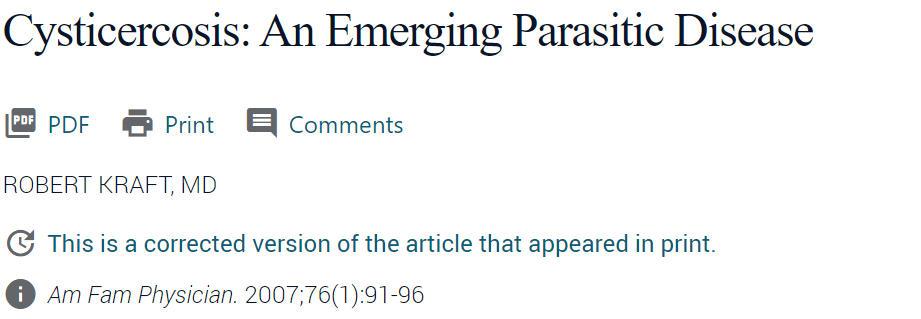 Cysticercosis: An Emerging Parasitic Disease
PDF PDF Print Comments
ROBERT KRAFT, MD
This is a corrected version of the article that appeared in print.
i Am Fam Physician. 2007;76(1):91-96